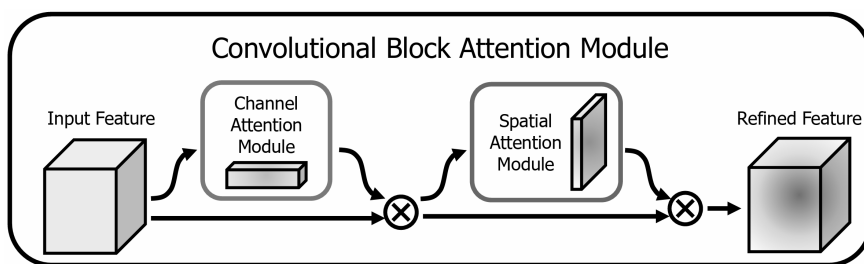 Convolutional Block Attention Module
Input Feature
Channel
Attention
Module
Spatial
Attention
Module
Refined Feature